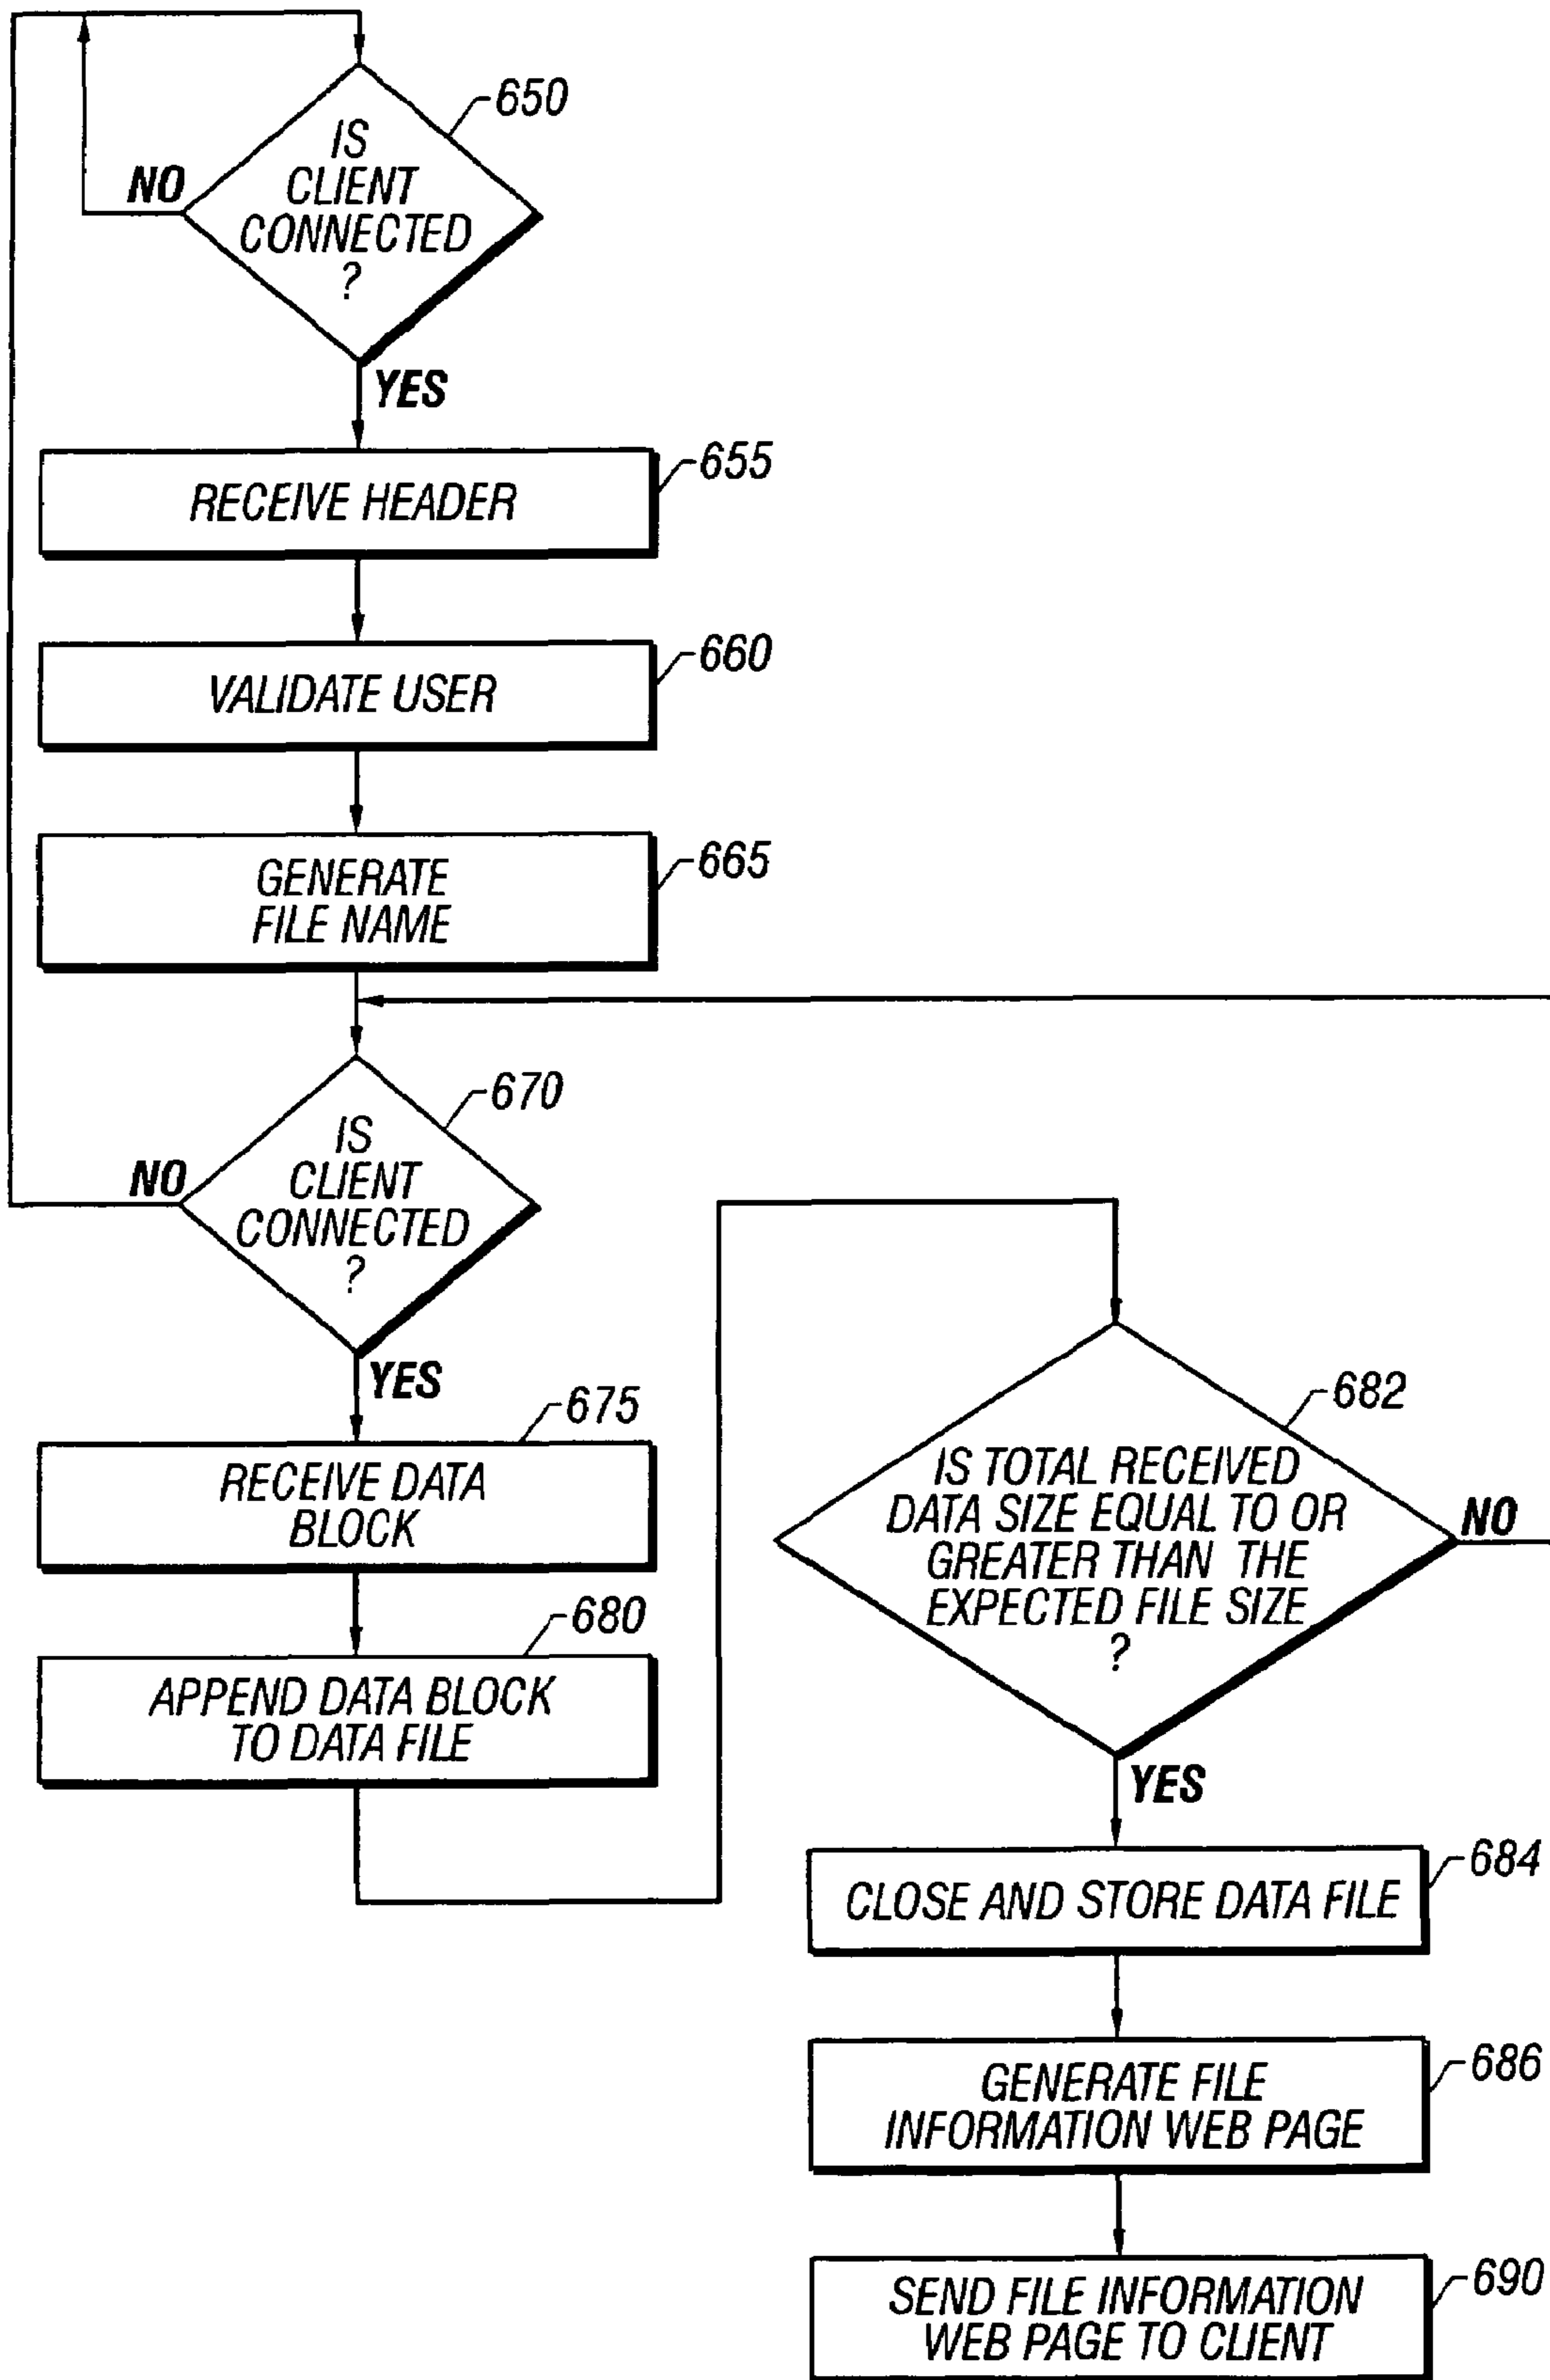 650
IS
CLIENT
CONNECTED
?
NO
YES
655
RECEIVE HEADER
660
VALIDATE USER
665
GENERATE
FILE NAME
670
IS
CLIENT
CONNECTED
?
NO
YES
675
RECEIVE DATA
BLOCK
680
APPEND DATA BLOCK
TO DATA FILE
682
IS TOTAL RECEIVED
DATA SIZE EQUAL TO OR
GREATER THAN THE
EXPECTED FILE SIZE
?
NO
YES
684
CLOSE AND STORE DATA FILE
686
GENERATE FILE
INFORMATION WEB PAGE
690
SEND FILE INFORMATION
WEB PAGE TO CLIENT